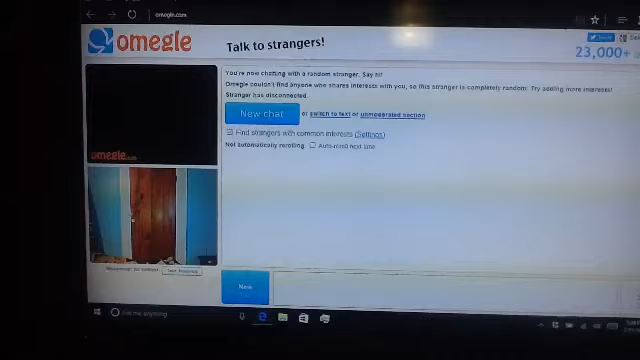 omegle.com
omegle
Talk to strangers!
23,000+
You're now chatting with a random stranger. Say hi!
Omegle couldn't find anyone who shares interests with you, so this stranger is completely random. Try adding more interests!
Stranger has disconnected.
New chat or switch to text or unmoderated section
Find strangers with common interests (Settings)
Not automatically rerolling. Auto-reroll next time
omegle.com
New
Ask me anything